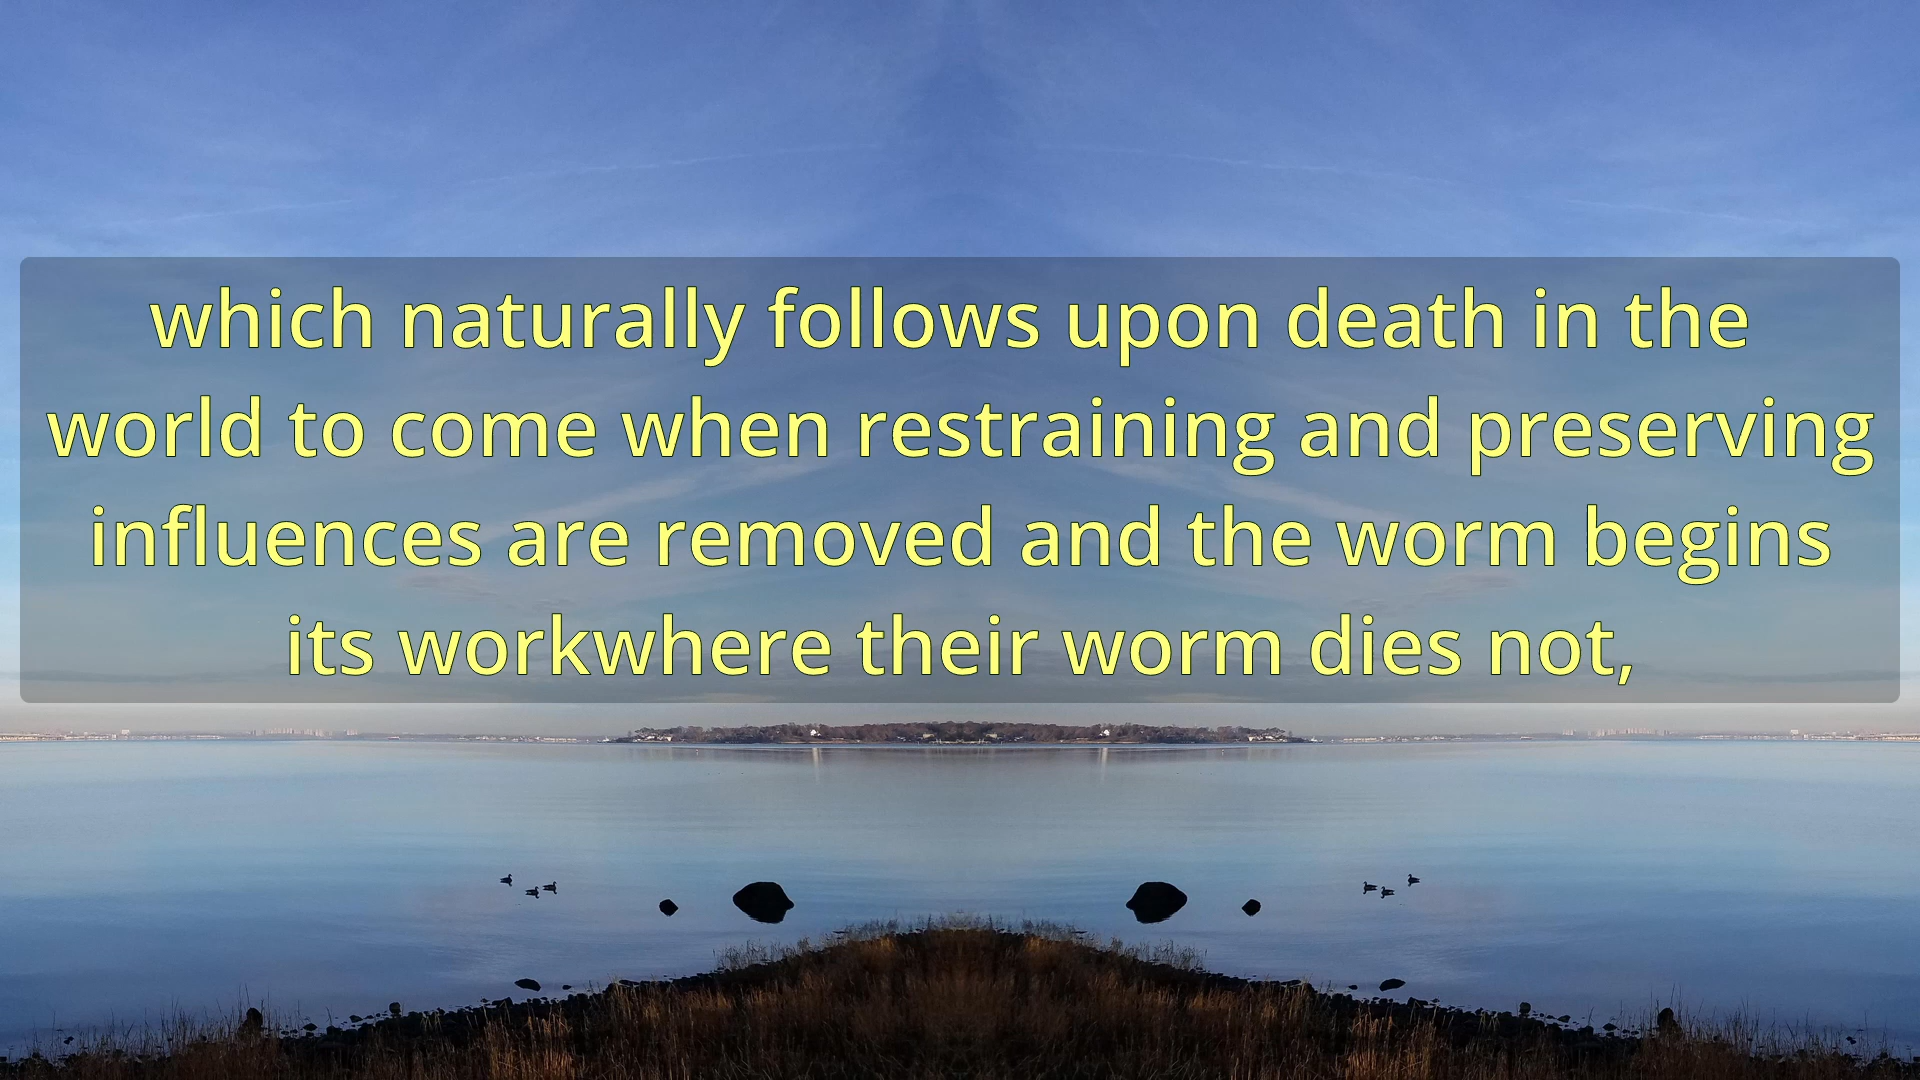 which naturally follows upon death in the
world to come when restraining and preserving
influences are removed and the worm begins
its workwhere their worm dies not,